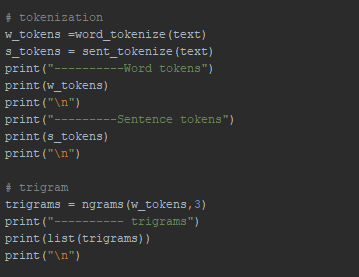 # tokenization
w_tokens =word_tokenize(text)
s_tokens = sent_tokenize(text)
print("----------Word tokens")
print(w_tokens)
print("\n")
print("---------Sentence tokens")
print(s_tokens)
print("\n")
# trigram
trigrams = ngrams(w_tokens,3)
print("---------- trigrams")
print(list(trigrams))
print("\n")